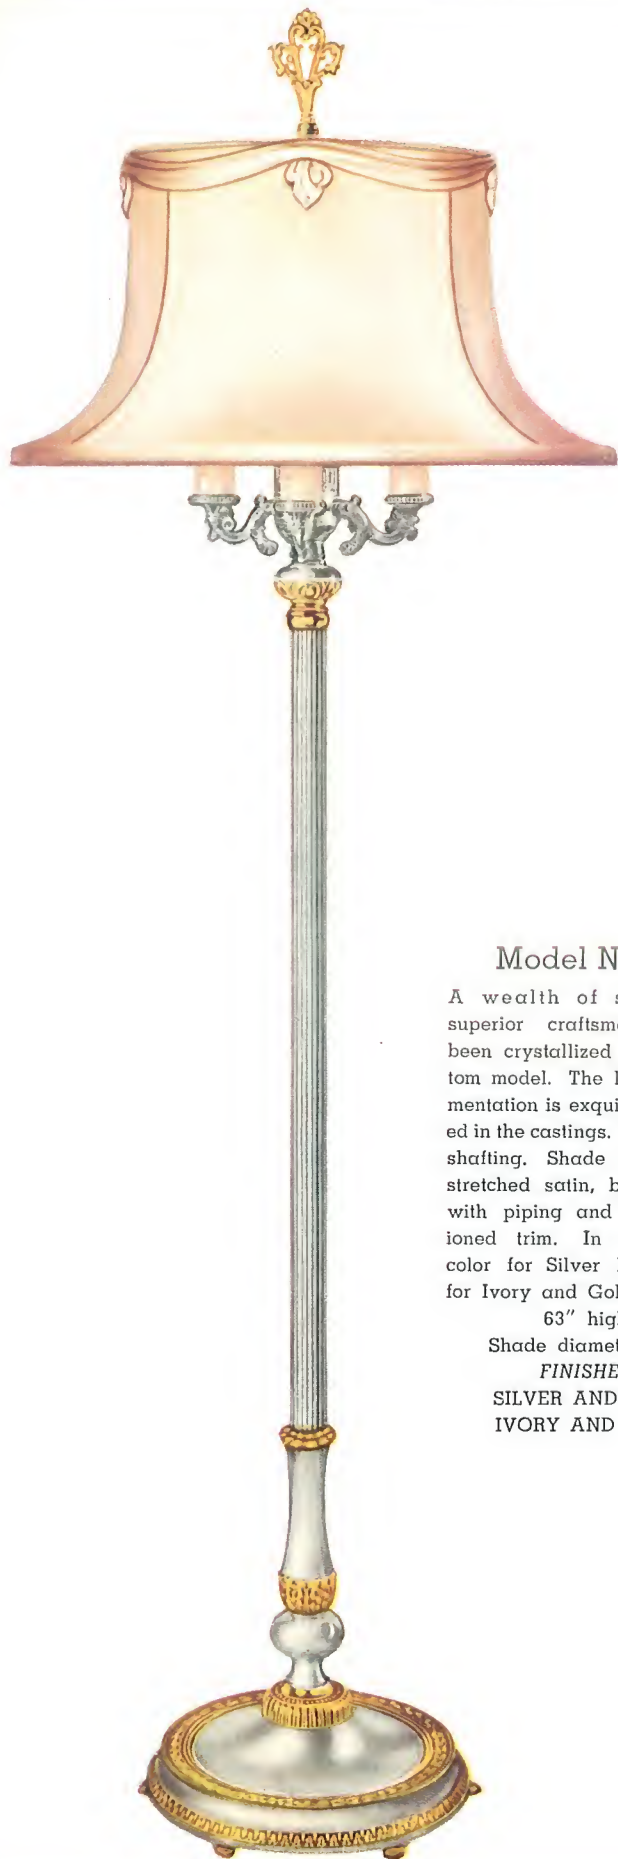 Model N
A wealth of s
superior craftsm
been crystallized
tom model. The
mentation is exqui
ed in the castings.
shafting. Shade
stretched satin, b
with piping and
ioned trim. In
color for Silver
for Ivory and Gol
63" hig
Shade diamet
FINISHE
SILVER AND
IVORY AND